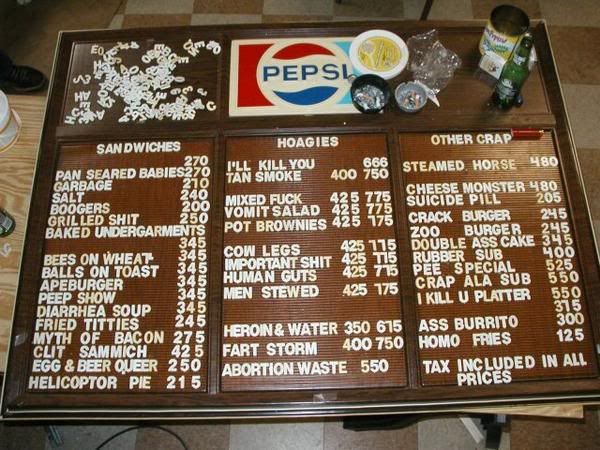 PEPSI
SANDWICHES
270
PAN SEARED BABIES 270
GARBAGE 210
SALT 240
BOOGERS 200
GRILLED SHIT 250
BAKED UNDERGARMENTS
345
BEES ON WHEAT 345
BALLS ON TOAST 345
APEBURGER 345
PEEP SHOW 345
DIARRHEA SOUP 345
FRIED TITTIES 245
MYTH OF BACON 275
CLIT SAMMICH 425
EGG & BEER QUEER 250
HELICOPTOR PIE 215
HOAGIES
I'LL KILL YOU 666
TAN SMOKE 400 750
MIXED FUCK 425 775
VOMIT SALAD 425 775
POT BROWNIES 425 775
COW LEGS 425 715
IMPORTANT SHIT 425 715
HUMAN GUTS 425 715
MEN STEWED 425 175
HEROIN & WATER 350 615
FART STORM 400 750
ABORTION WASTE 550
OTHER CRAP
STEAMED HORSE 480
CHEESE MONSTER 480
SUICIDE PILL 205
CRACK BURGER 245
ZOO BURGER 245
DOUBLE ASS CAKE 345
RUBBER SUB 400
PEE SPECIAL 525
CRAP ALA SUB 550
I KILL U PLATTER 550
315
ASS BURRITO 300
HOMO FRIES 125
TAX INCLUDED IN ALL
PRICES